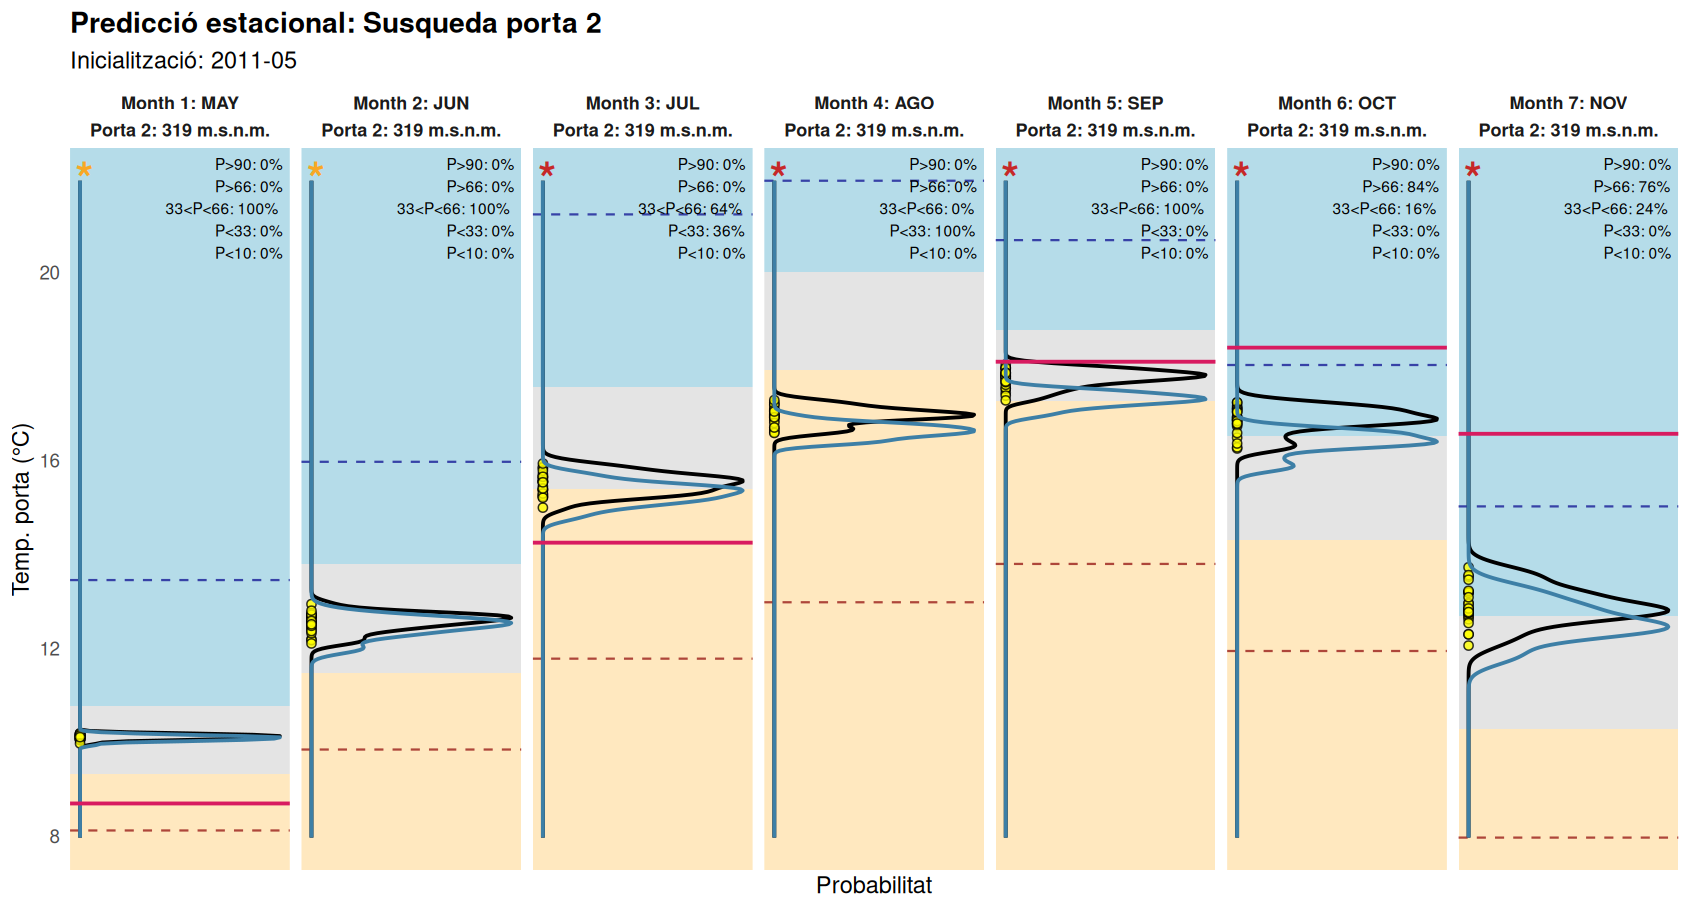 Predicció estacional: Susqueda porta 2
Inicialització: 2011-05
Month 1: MAY
Porta 2: 319 m.s.n.m.
Month 2: JUN
Porta 2: 319 m.s.n.m.
Month 3: JUL
Porta 2: 319 m.s.n.m.
Month 4: AGO
Porta 2: 319 m.s.n.m.
Month 5: SEP
Porta 2: 319 m.s.n.m.
Month 6: OCT
Porta 2: 319 m.s.n.m.
Month 7: NOV
Porta 2: 319 m.s.n.m.
*
P>90: 0%
P>66: 0%
33<P<66: 100%
P<33: 0%
P<10: 0%
*
P>90: 0%
P>66: 0%
33<P<66: 100%
P<33: 0%
P<10: 0%
*
P>90: 0%
P>66: 0%
33<P<66: 64%
P<33: 36%
P<10: 0%
*
P>90: 0%
P>66: 0%
33<P<66: 0%
P<33: 100%
P<10: 0%
*
P>90: 0%
P>66: 0%
33<P<66: 100%
P<33: 0%
P<10: 0%
*
P>90: 0%
P>66: 84%
33<P<66: 16%
P<33: 0%
P<10: 0%
*
P>90: 0%
P>66: 76%
33<P<66: 24%
P<33: 0%
P<10: 0%
20
16
12
8
Temp. porta (°C)
Probabilitat